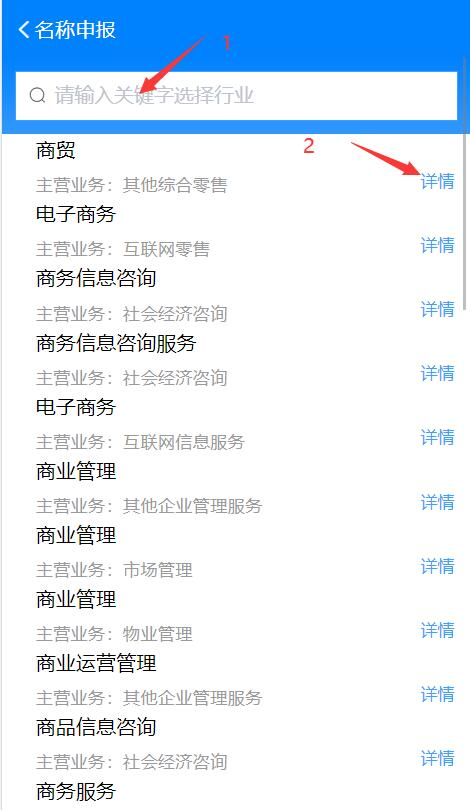 名称申报
1
请输入关键字选择行业
商贸
2
主营业务：其他综合零售 详情
电子商务
主营业务：互联网零售 详情
商务信息咨询
主营业务：社会经济咨询 详情
商务信息咨询服务
主营业务：社会经济咨询 详情
电子商务
主营业务：互联网信息服务 详情
商业管理
主营业务：其他企业管理服务 详情
商业管理
主营业务：市场管理 详情
商业管理
主营业务：物业管理 详情
商业运营管理
主营业务：其他企业管理服务 详情
商品信息咨询
主营业务：社会经济咨询 详情
商务服务